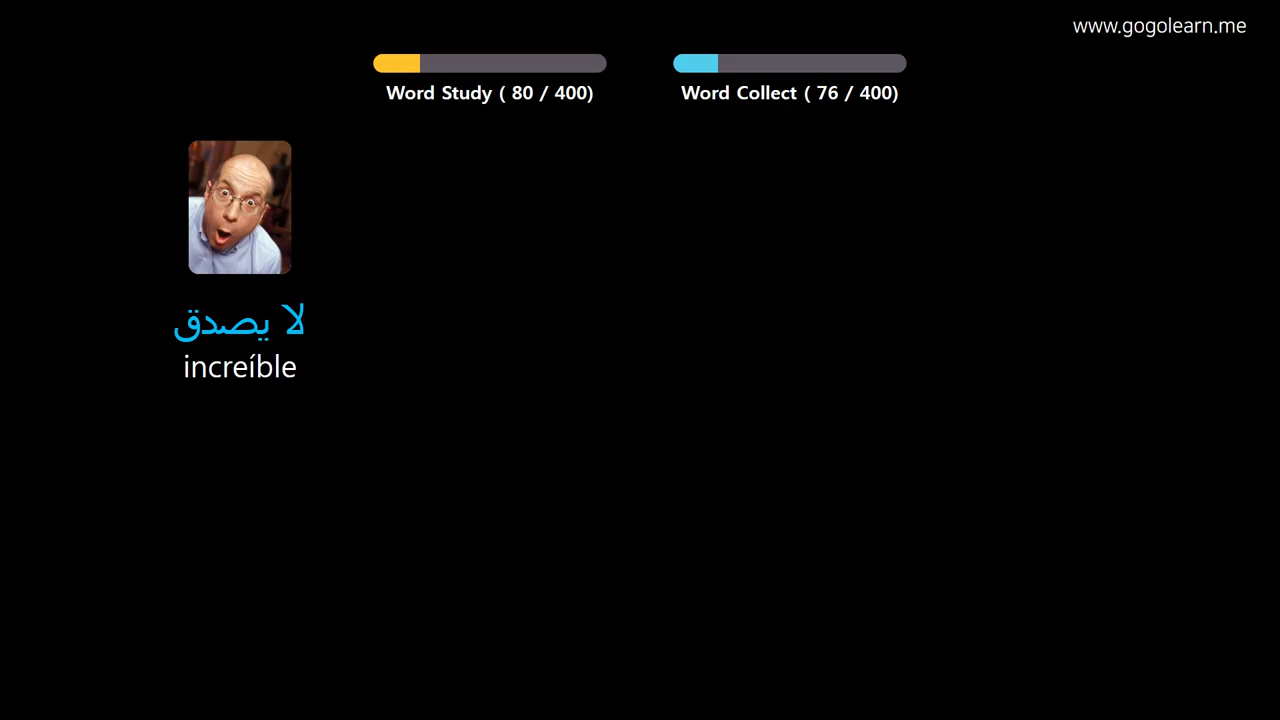 www.gogolearn.me
Word Study ( 80 / 400)
Word Collect ( 76 / 400)
لا يصدق
increíble